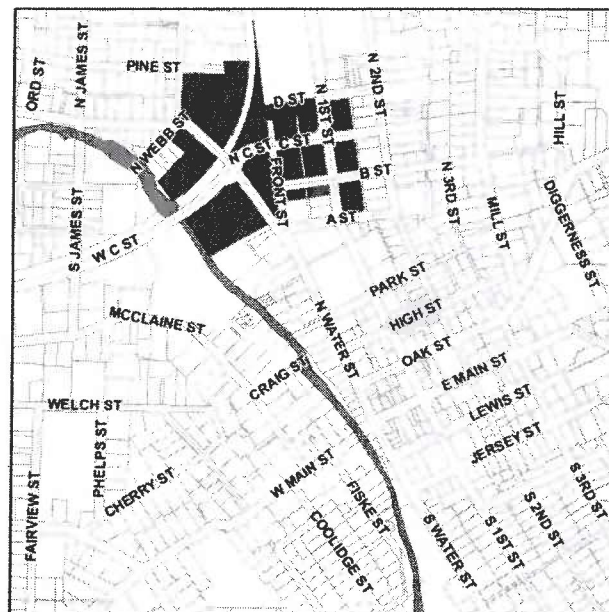 ORD ST
N JAMES ST
PINE ST
N WEBB ST
D ST
N 1ST ST
N 2ND ST
HILL ST
N C ST
C ST
FRONT ST
B ST
A ST
N 3RD ST
MILL ST
DIGGERNESS ST
S JAMES ST
W C ST
MCCLAINE ST
PARK ST
HIGH ST
N WATER ST
OAK ST
CRAIG ST
E MAIN ST
WELCH ST
LEWIS ST
JERSEY ST
PHELPS ST
CHERRY ST
W MAIN ST
FISKE ST
COOLIDGE ST
FAIRVIEW ST
S WATER ST
S 1ST ST
S 2ND ST
S 3RD ST